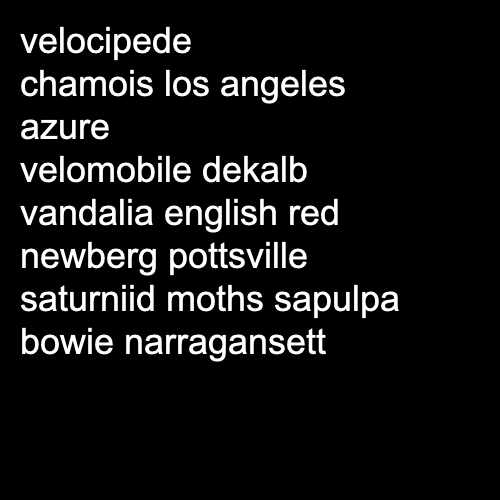 velocipede
chamois los angeles
azure
velomobile dekalb
vandalia english red
newberg pottsville
saturniid moths sapulpa
bowie narragansett